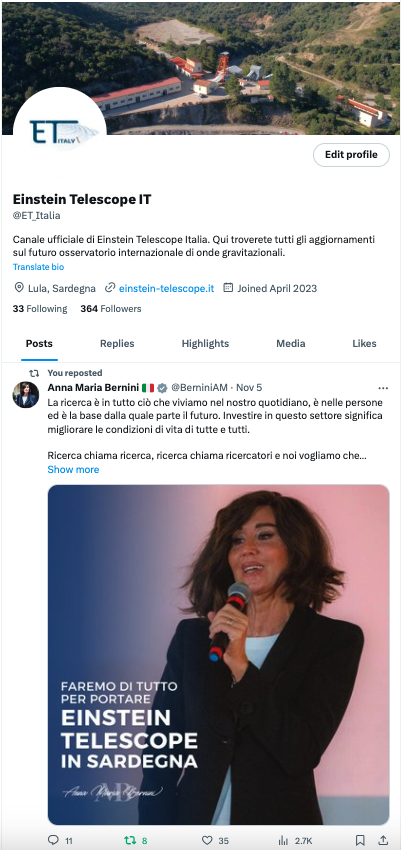 ET
ITALY
Edit profile
Einstein Telescope IT
@ET_Italia
Canale ufficiale di Einstein Telescope Italia. Qui troverete tutti gli aggiornamenti
sul futuro osservatorio internazionale di onde gravitazionali.
Translate bio
Lula, Sardegna einstein-telescope.it Joined April 2023
33 Following 364 Followers
Posts Replies Highlights Media Likes
You reposted
Anna Maria Bernini @BerniniAM · Nov 5
La ricerca è in tutto ciò che viviamo nel nostro quotidiano, è nelle persone
ed è la base dalla quale parte il futuro. Investire in questo settore significa
migliorare le condizioni di vita di tutte e tutti.
Ricerca chiama ricerca, ricerca chiama ricercatori e noi vogliamo che...
Show more
FAREMO DI TUTTO
PER PORTARE
EINSTEIN
TELESCOPE
IN SARDEGNA
Anna Maria Bernini
AB
11 8 35 2.7K